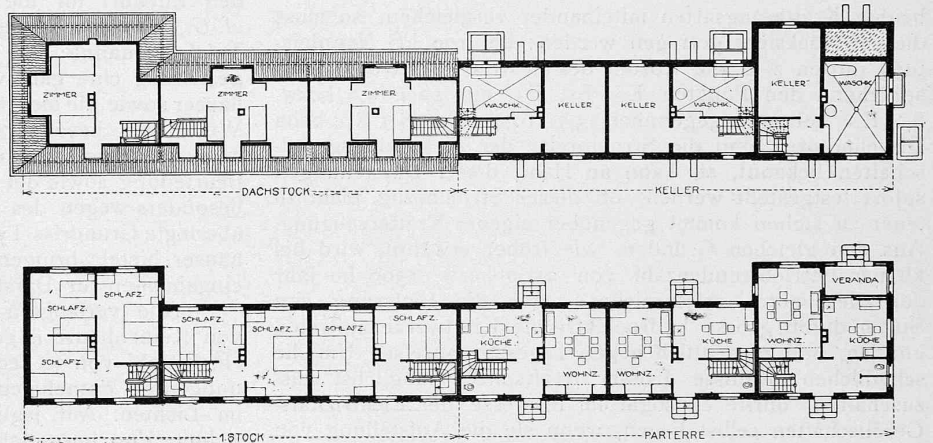 ZIMMER
ZIMMER
ZIMMER
WASCHK.
KELLER
KELLER
WASCHK.
KELLER
WASCHK.
DACHSTOCK
KELLER
SCHLAFZ.
SCHLAFZ.
SCHLAFZ.
SCHLAFZ.
SCHLAFZ.
SCHLAFZ.
SCHLAFZ.
KÜCHE
WOHNZ.
WOHNZ.
KÜCHE
WOHNZ.
VERANDA
KÜCHE
1. STOCK
PARTERRE